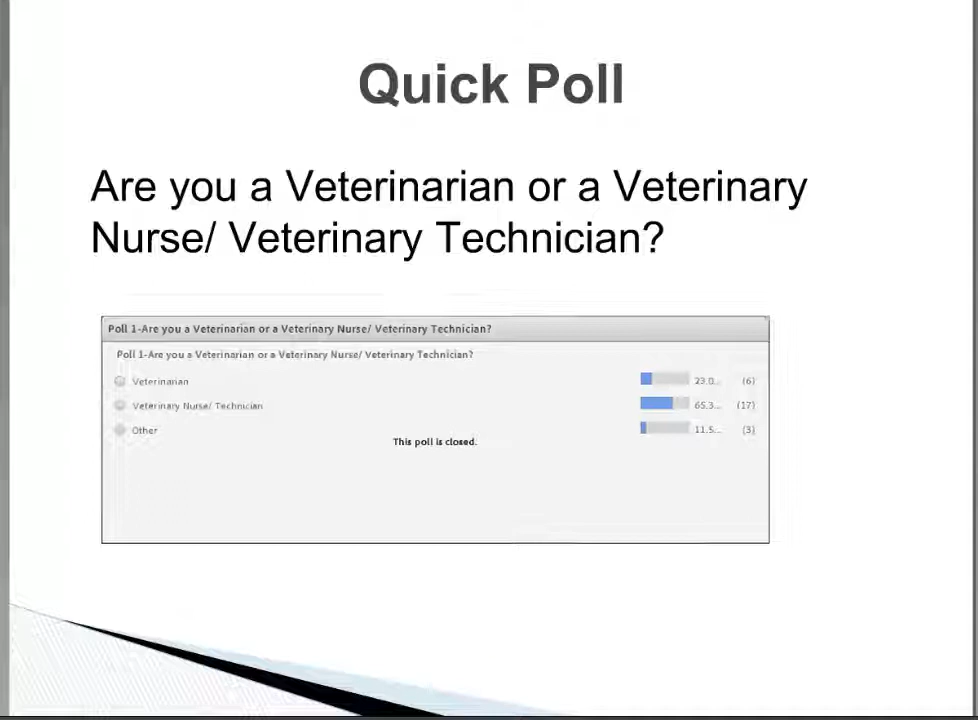 Quick Poll
Are you a Veterinarian or a Veterinary
Nurse/ Veterinary Technician?
Poll 1-Are you a Veterinarian or a Veterinary Nurse/ Veterinary Technician?
Poll 1-Are you a Veterinarian or a Veterinary Nurse/ Veterinary Technician?
Veterinarian 23.0... (6)
Veterinary Nurse/ Technician 65.3... (17)
Other 11.5... (3)
This poll is closed.